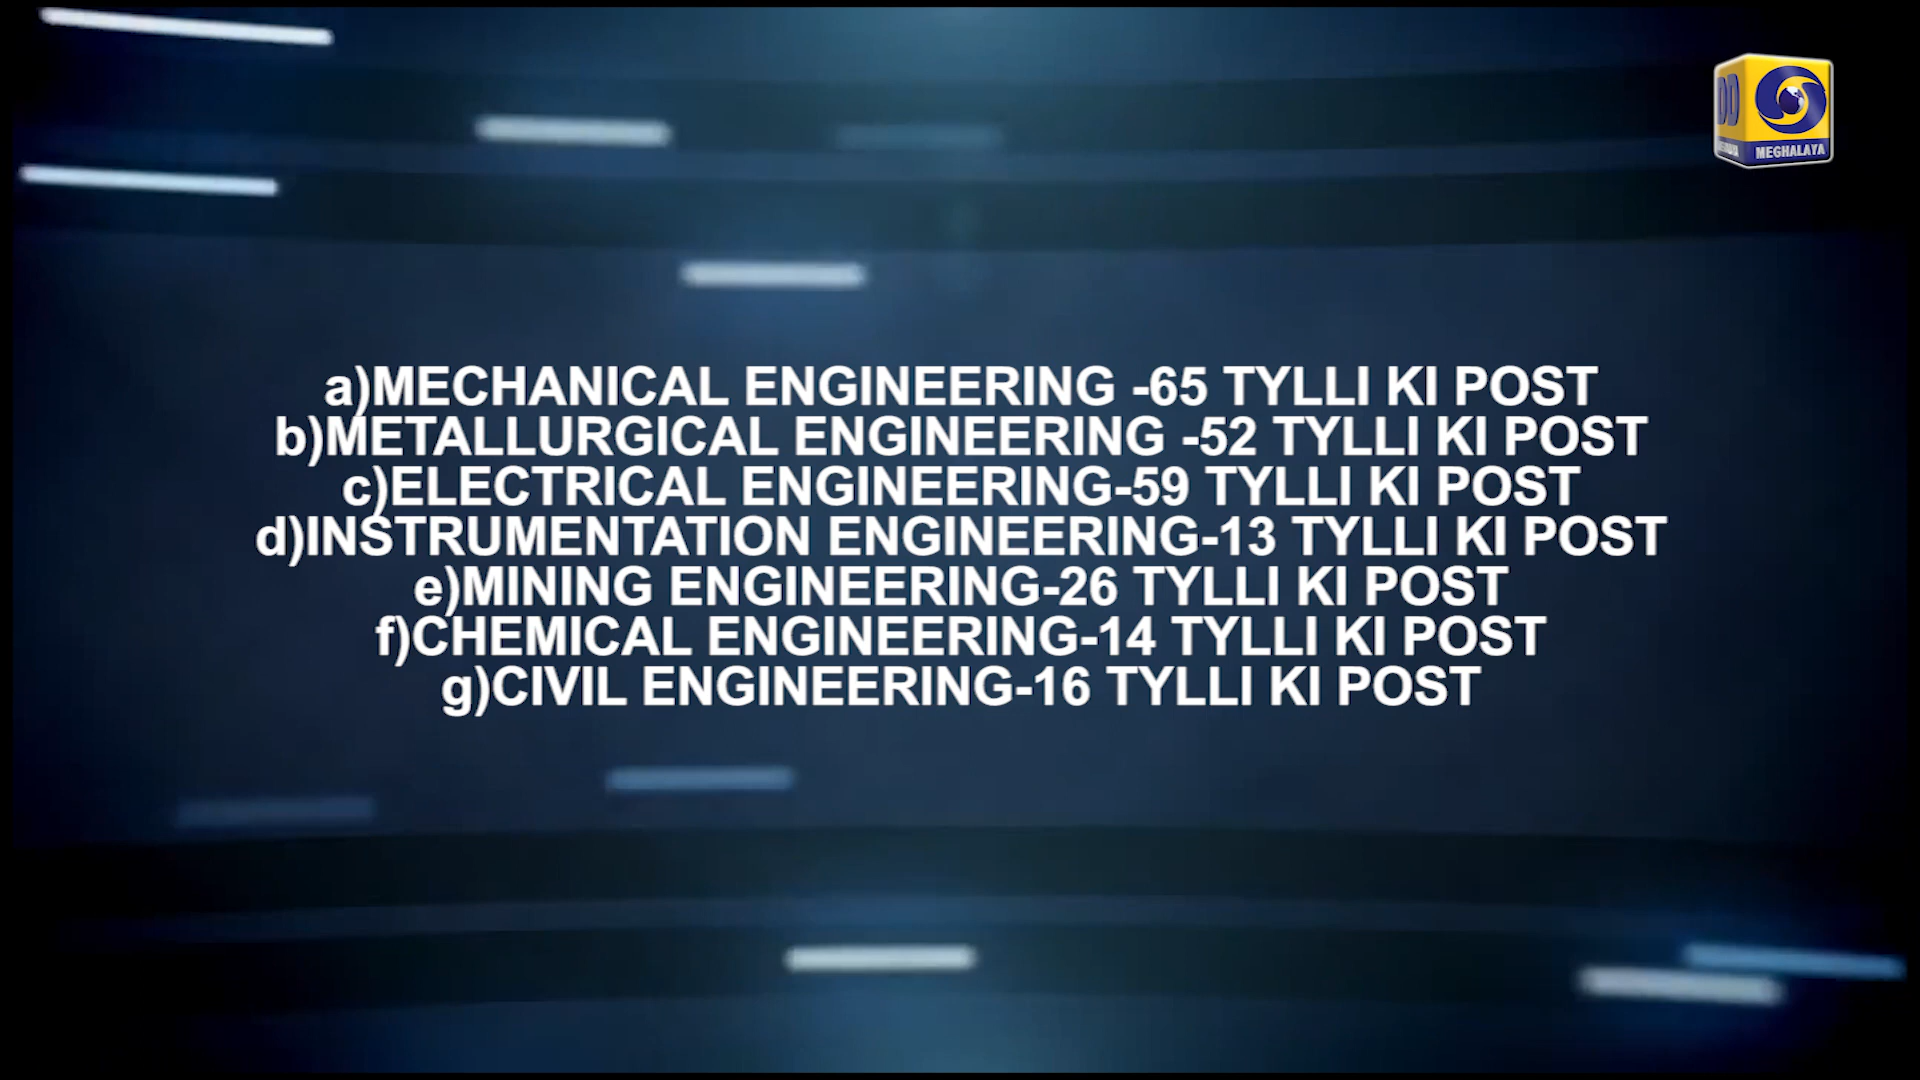 DD
MEGHALAYA
a)MECHANICAL ENGINEERING -65 TYLLI KI POST
b)METALLURGICAL ENGINEERING -52 TYLLI KI POST
c)ELECTRICAL ENGINEERING-59 TYLLI KI POST
d)INSTRUMENTATION ENGINEERING-13 TYLLI KI POST
e)MINING ENGINEERING-26 TYLLI KI POST
f)CHEMICAL ENGINEERING-14 TYLLI KI POST
g)CIVIL ENGINEERING-16 TYLLI KI POST